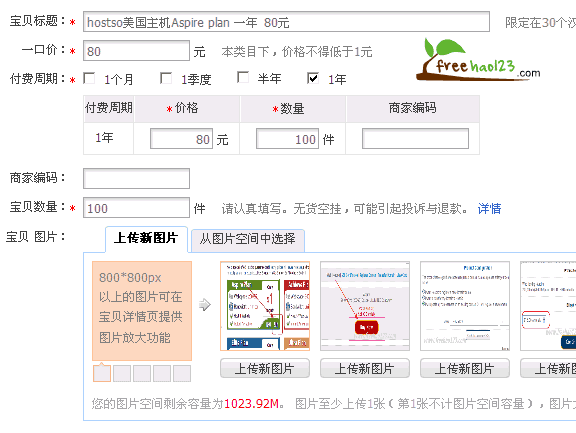 宝贝标题：* hostso美国主机Aspire plan 一年 80元 限定在30个汉
一口价：* 80 元 本类目下，价格不得低于1元
freehao123.com
付费周期：* 1个月 1季度 半年 1年
付费周期 *价格 *数量 商家编码
1年 80 元 100 件
商家编码：
宝贝数量：* 100 件 请认真填写。无货空挂，可能引起投诉与退款。 详情
宝贝 图片： 上传新图片 从图片空间中选择
800*800px
以上的图片可在
宝贝详情页提供
图片放大功能
上传新图片 上传新图片 上传新图片 上传新
您的图片空间剩余容量为1023.92M。 图片至少上传1张（第1张不计图片空间容量），图片